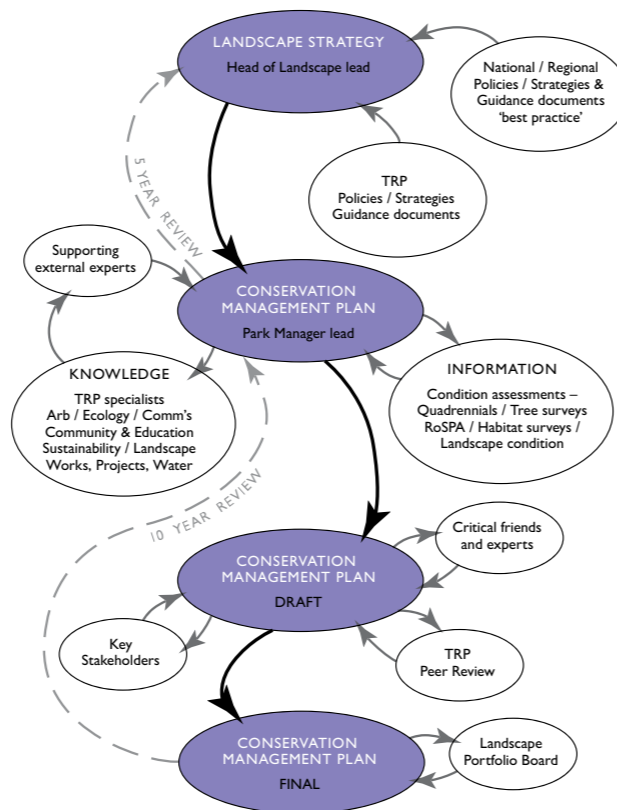 LANDSCAPE STRATEGY
Head of Landscape lead
National / Regional
Policies / Strategies &
Guidance documents
‘best practice’
TRP
Policies / Strategies
Guidance documents
5 YEAR REVIEW
Supporting
external experts
CONSERVATION
MANAGEMENT PLAN
Park Manager lead
KNOWLEDGE
TRP specialists
Arb / Ecology / Comm’s
Community & Education
Sustainability / Landscape
Works, Projects, Water
INFORMATION
Condition assessments –
Quadrennials / Tree surveys
RoSPA / Habitat surveys /
Landscape condition
10 YEAR REVIEW
CONSERVATION
MANAGEMENT PLAN
DRAFT
Critical friends
and experts
Key
Stakeholders
TRP
Peer Review
CONSERVATION
MANAGEMENT PLAN
FINAL
Landscape
Portfolio Board